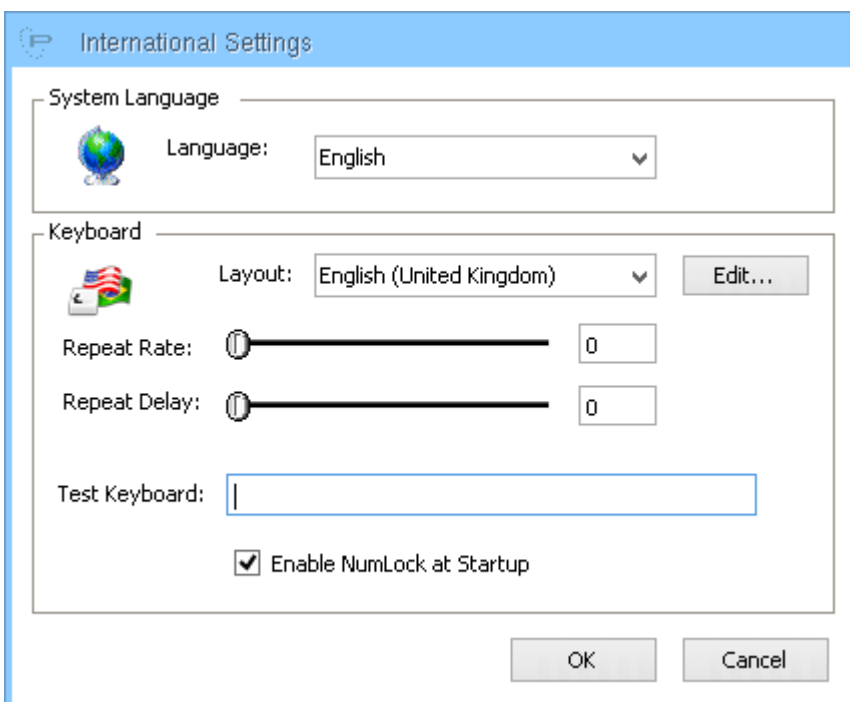 International Settings
System Language
Language: English
Keyboard
Layout: English (United Kingdom) Edit...
Repeat Rate: 0
Repeat Delay: 0
Test Keyboard:
Enable NumLock at Startup
OK Cancel